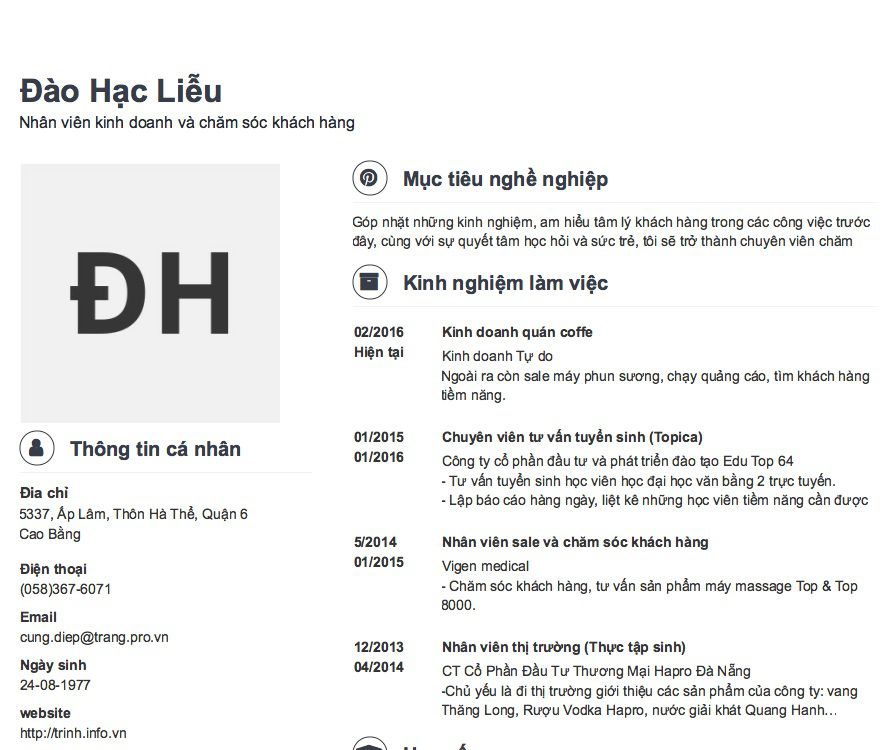 Đào Hạc Liễu
Nhân viên kinh doanh và chăm sóc khách hàng
ĐH
Thông tin cá nhân
Đia chỉ
5337, Ấp Lâm, Thôn Hà Thể, Quận 6
Cao Bằng
Điện thoại
(058)367-6071
Email
cung.diep@trang.pro.vn
Ngày sinh
24-08-1977
website
http://trinh.info.vn
Mục tiêu nghề nghiệp
Góp nhặt những kinh nghiệm, am hiểu tâm lý khách hàng trong các công việc trước
đây, cùng với sự quyết tâm học hỏi và sức trẻ, tôi sẽ trở thành chuyên viên chăm
Kinh nghiệm làm việc
02/2016
Hiện tại
Kinh doanh quán coffe
Kinh doanh Tự do
Ngoài ra còn sale máy phun sương, chạy quảng cáo, tìm khách hàng
tiềm năng.
01/2015
01/2016
Chuyên viên tư vấn tuyển sinh (Topica)
Công ty cổ phần đầu tư và phát triển đào tạo Edu Top 64
- Tư vấn tuyển sinh học viên học đại học văn bằng 2 trực tuyến.
- Lập báo cáo hàng ngày, liệt kê những học viên tiềm năng cần được
5/2014
01/2015
Nhân viên sale và chăm sóc khách hàng
Vigen medical
- Chăm sóc khách hàng, tư vấn sản phẩm máy massage Top & Top
8000.
12/2013
04/2014
Nhân viên thị trường (Thực tập sinh)
CT Cổ Phần Đầu Tư Thương Mại Hapro Đà Nẵng
-Chủ yếu là đi thị trường giới thiệu các sản phẩm của công ty: vang
Thăng Long, Rượu Vodka Hapro, nước giải khát Quang Hanh...